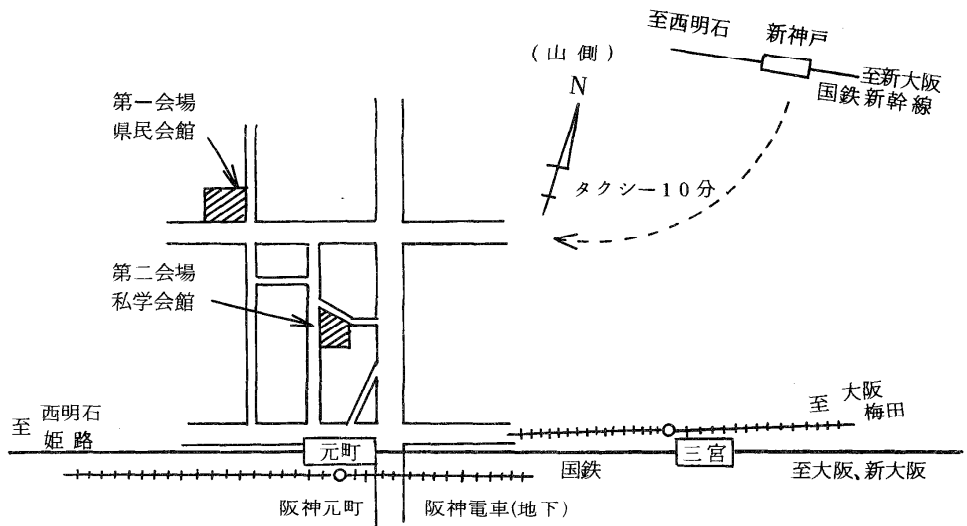 至西明石
新神戸
至新大阪
国鉄新幹線
(山側)
N
タクシー10分
第一会場
県民会館
第二会場
私学会館
至 西明石
姫路
至 大阪
梅田
元町
三宮
国鉄
至大阪、新大阪
阪神元町
阪神電車(地下)